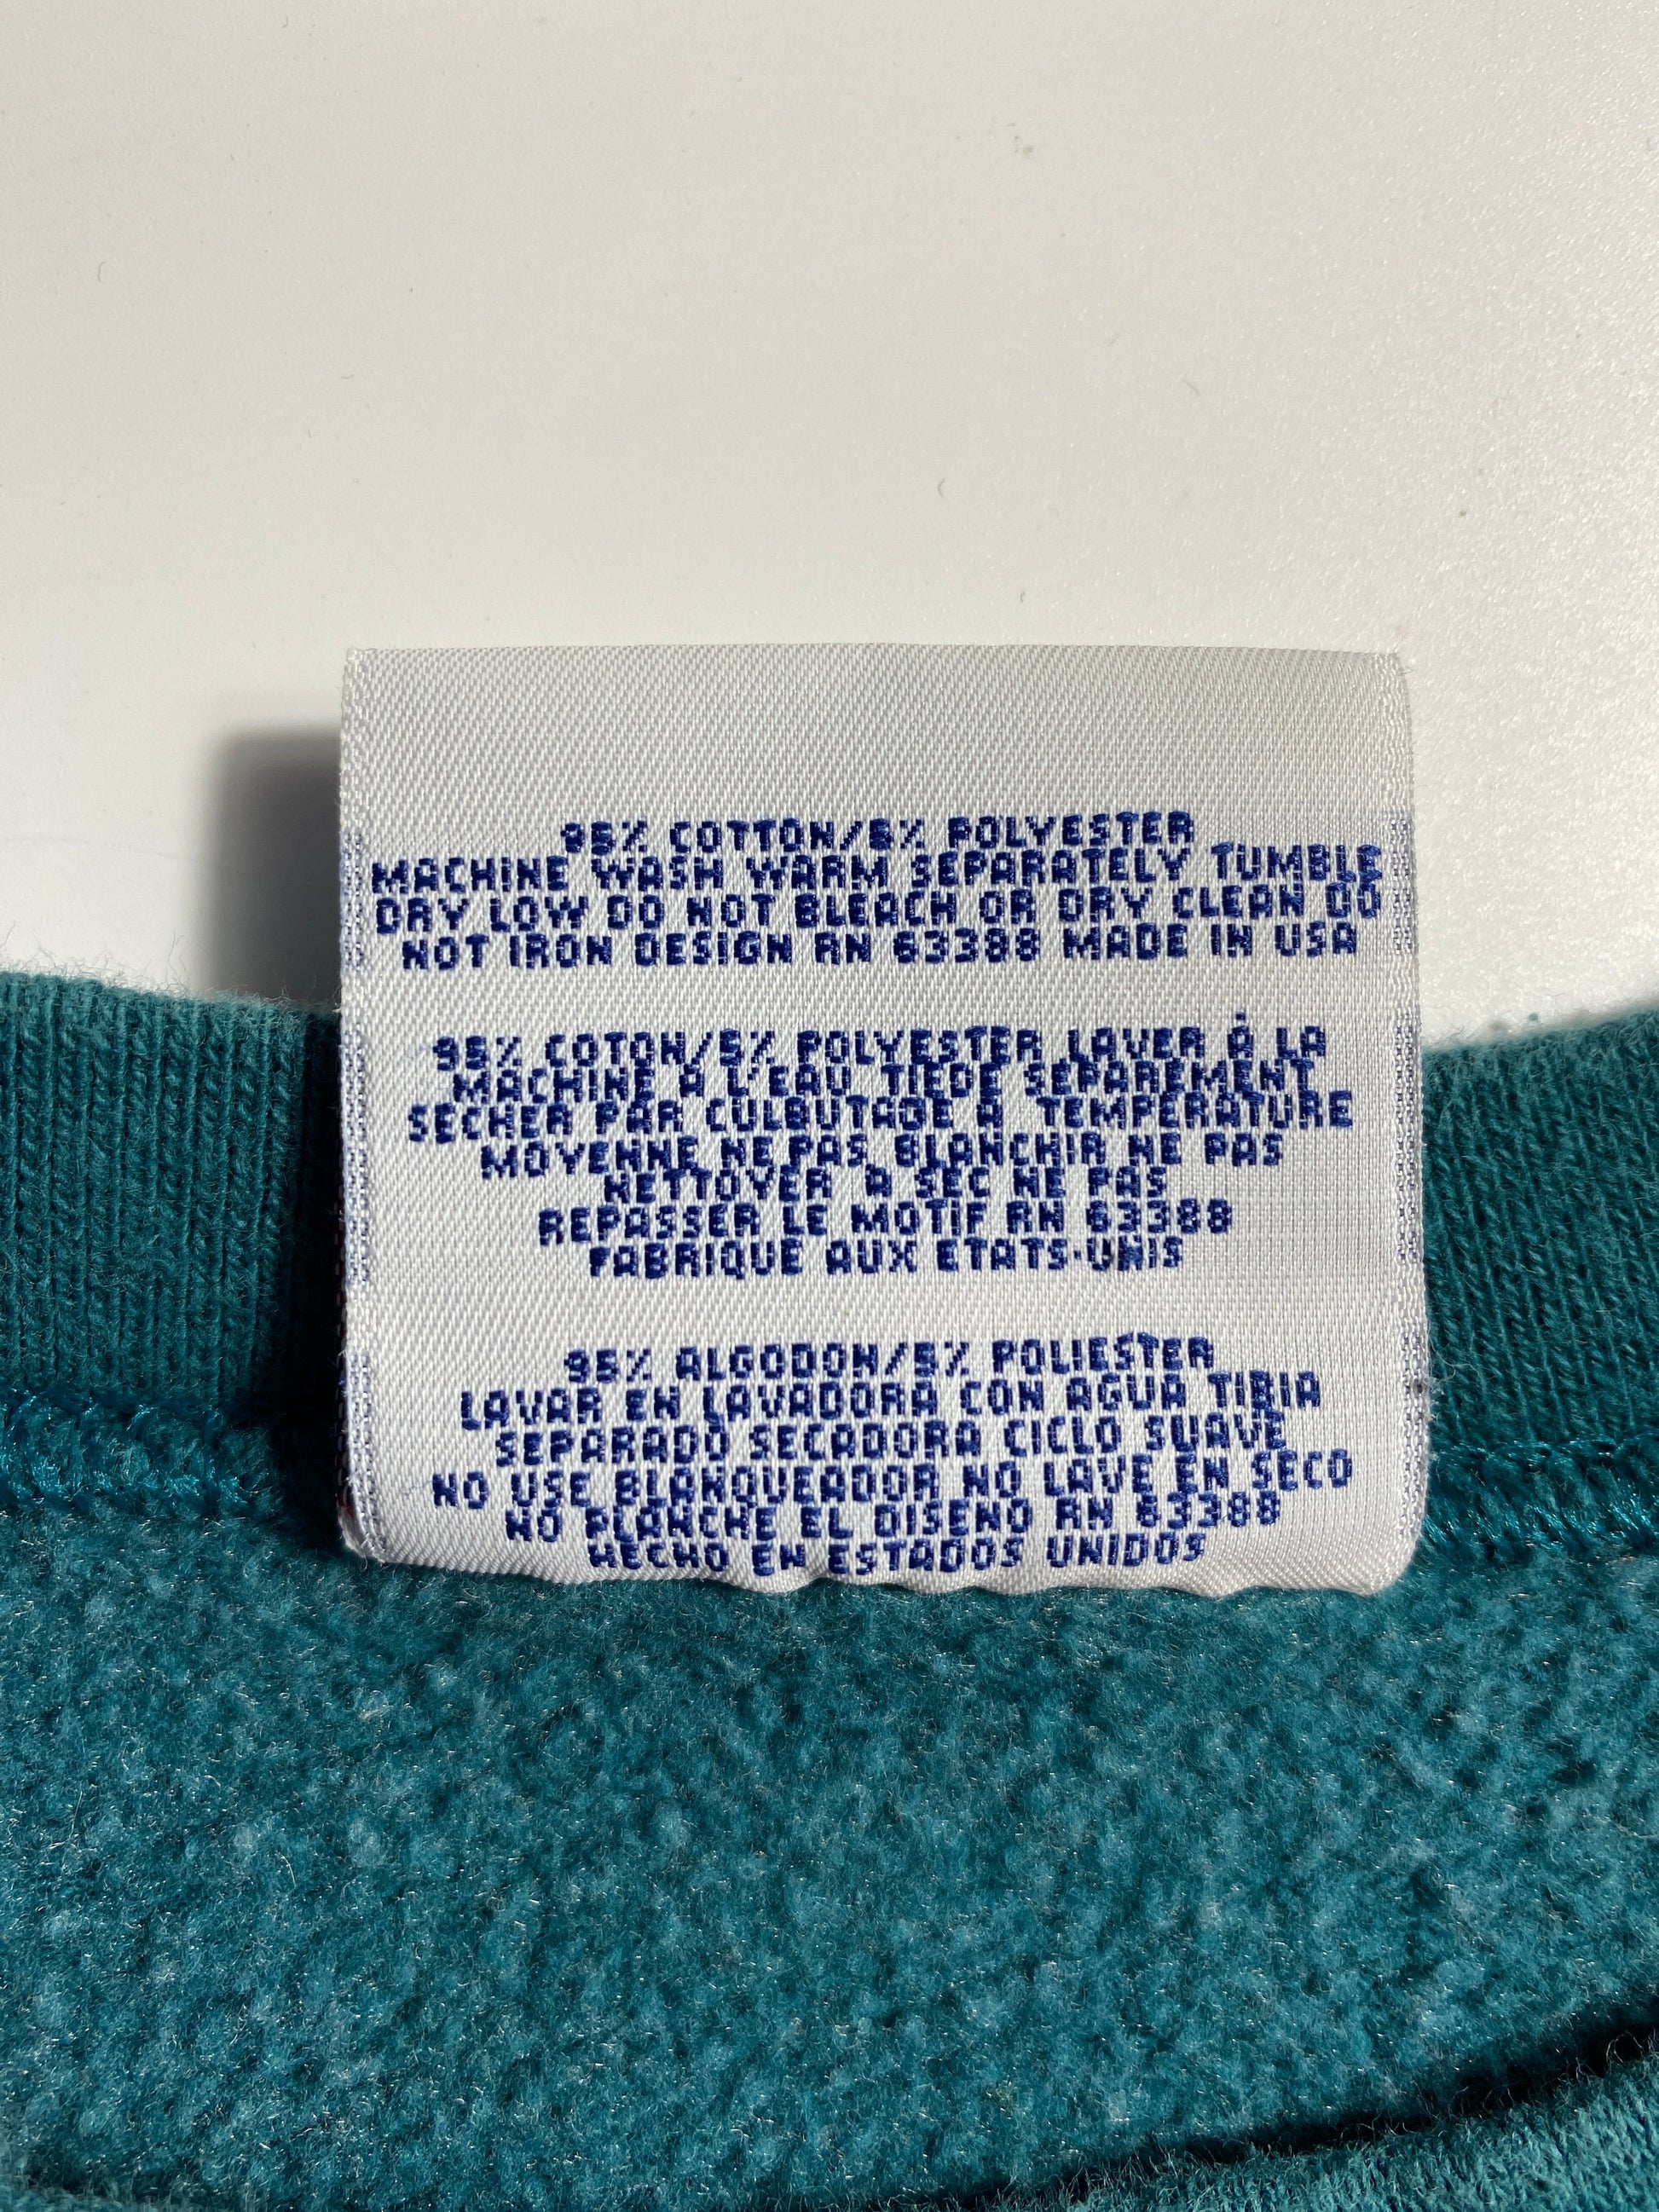 95% COTTON/5% POLYESTER
MACHINE WASH WARM SEPARATELY TUMBLE
DRY LOW DO NOT BLEACH OR DRY CLEAN DO
NOT IRON DESIGN RN 63388 MADE IN USA
95% COTON/5% POLYESTER LAVER À LA
MACHINE A L'EAU TIEDE SEPAREMENT
SECHER PAR CULBUTAGE A TEMPERATURE
MOYENNE NE PAS BLANCHIR NE PAS
NETTOYER A SEC NE PAS
REPASSER LE MOTIF RN 63388
FABRIQUE AUX ETATS-UNIS
95% ALGODON/5% POLIESTER
LAVAR EN LAVADORA CON AGUA TIBIA
SEPARADO SECADORA CICLO SUAVE
NO USE BLANQUEADOR NO LAVE EN SECO
NO PLANCHE EL DISENO RN 63388
HECHO EN ESTADOS UNIDOS